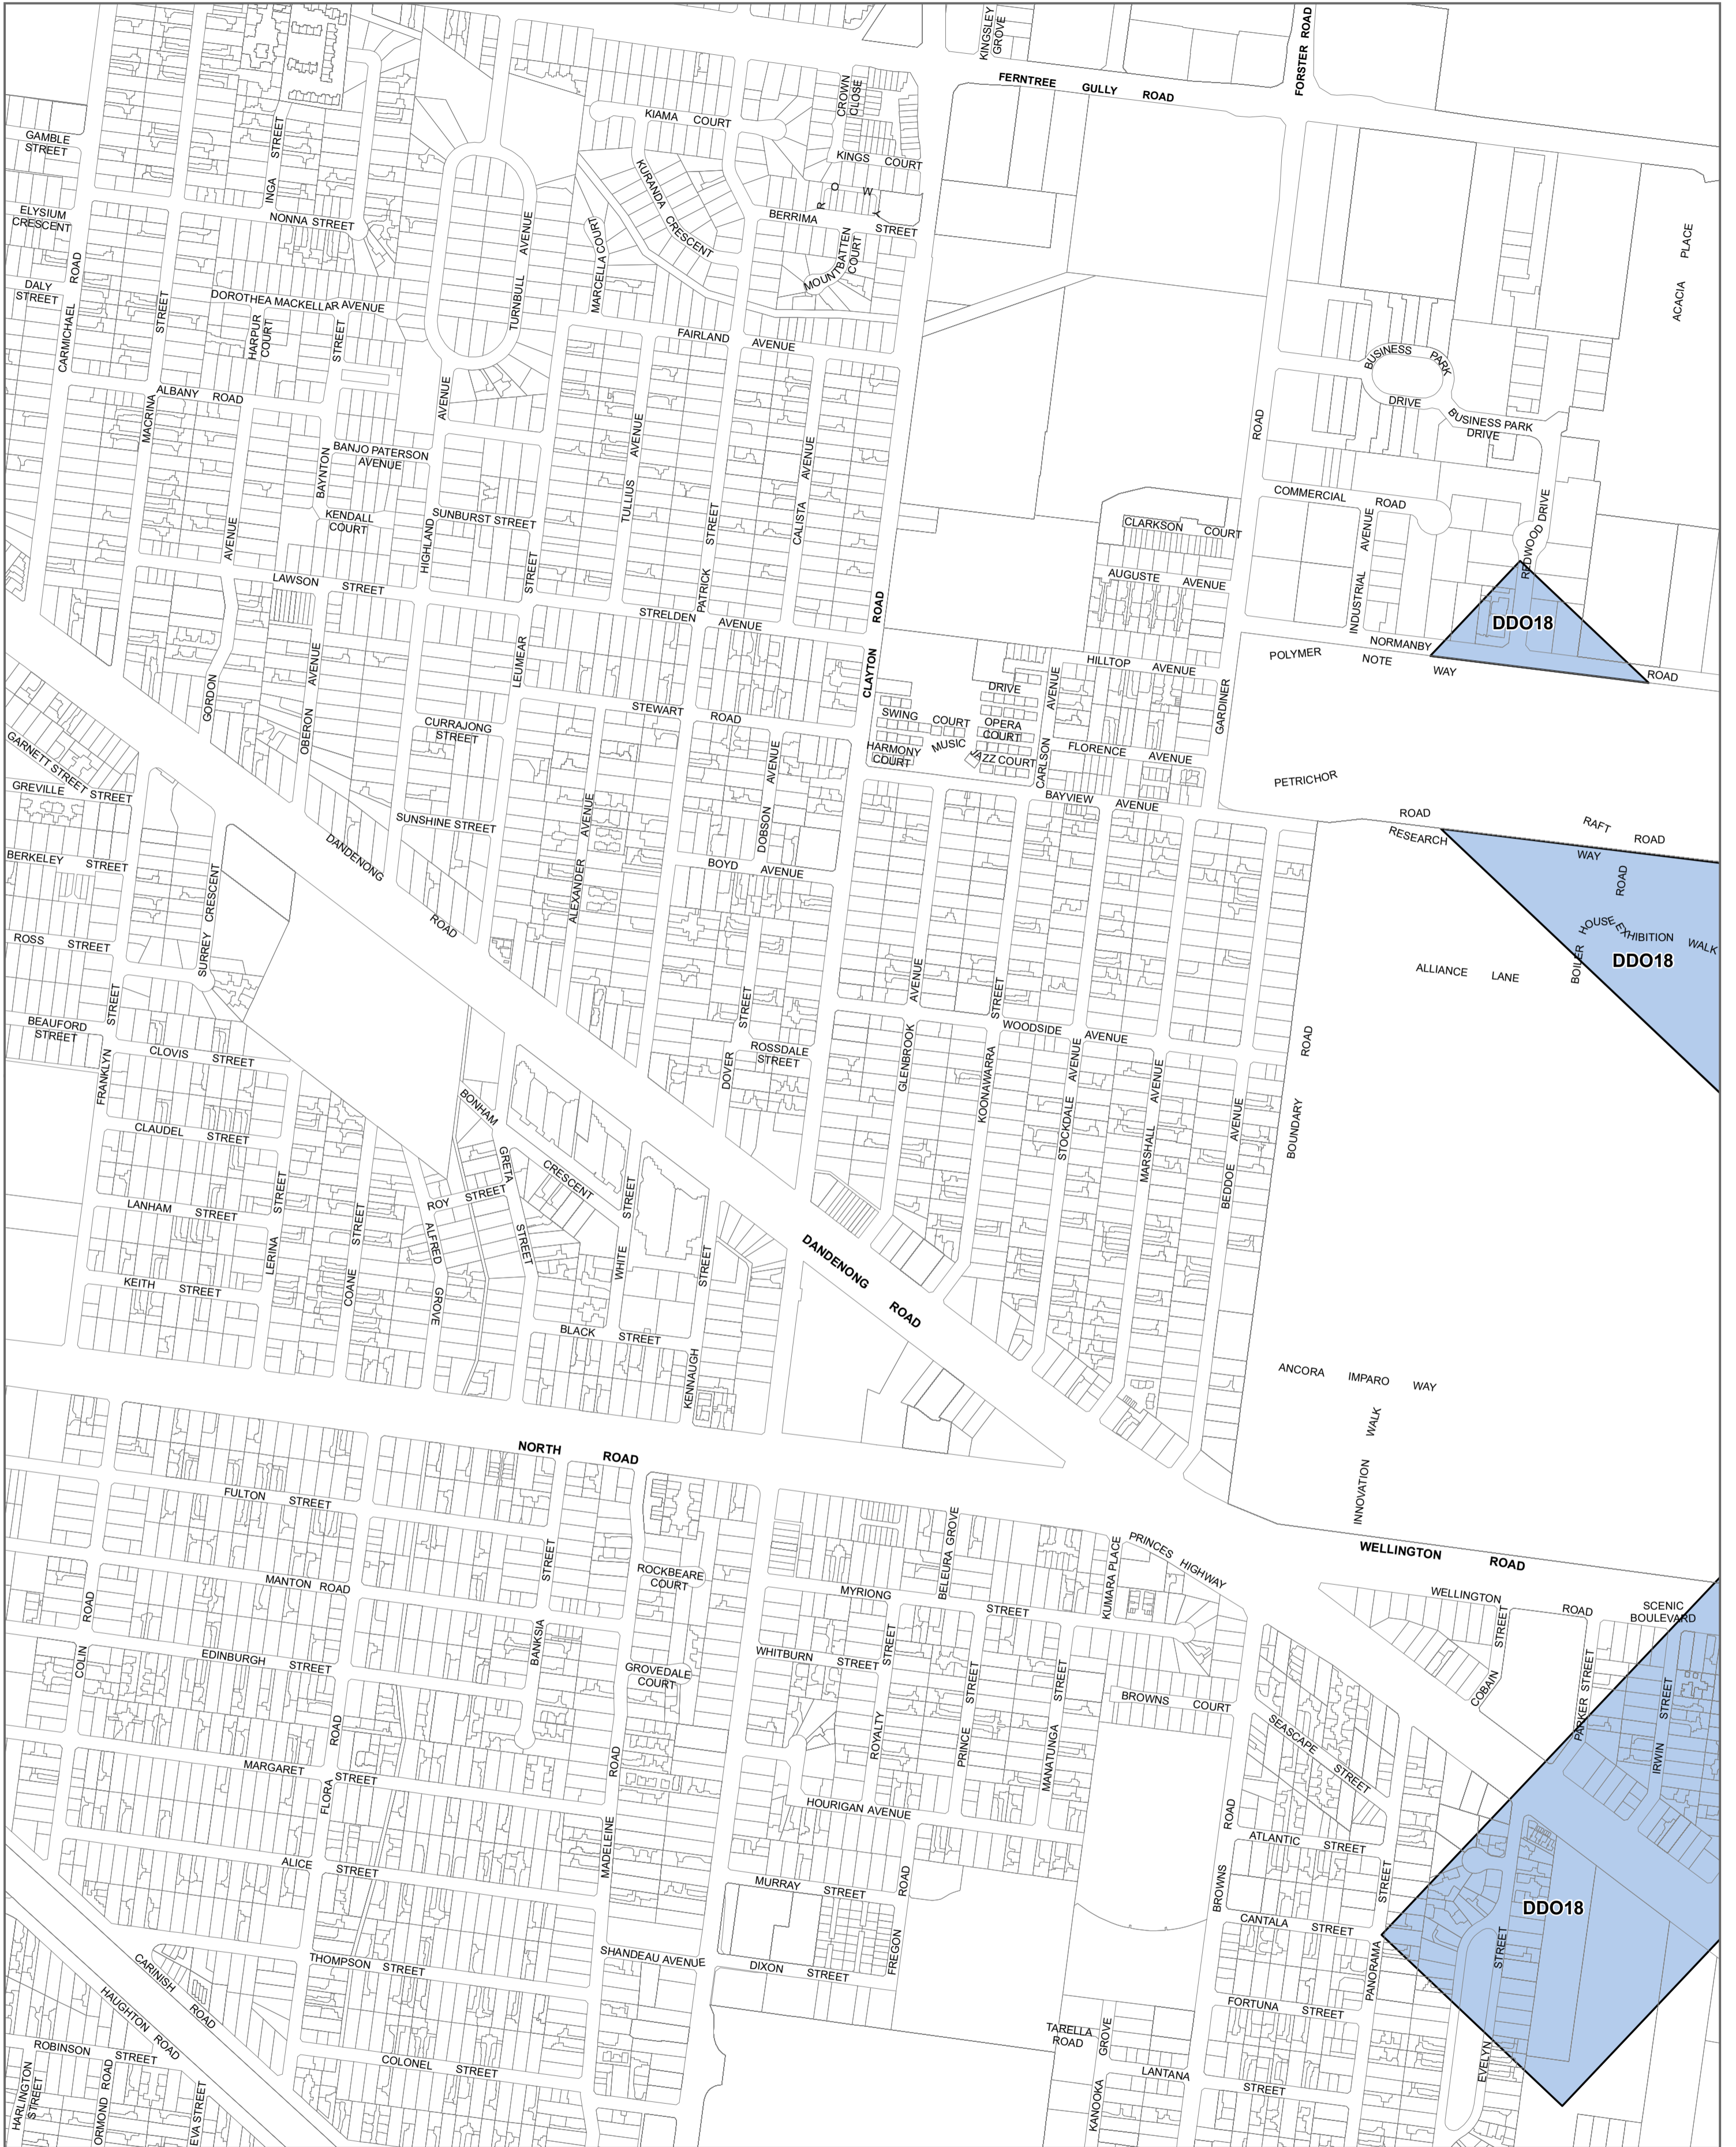 KINGSLEY
GROVE
FORSTER ROAD
FERNTREE GULLY ROAD
CROWN
CLOSE
KIAMA COURT
GAMBLE
STREET
INGA STREET
KINGS COURT
KURANDA CRESCENT
ROW
Y
BERRIMA STREET
ELYSIUM
CRESCENT
NONNA STREET
TURNBULL AVENUE
MARCELLA COURT
MOUNTBATTEN
COURT
ACACIA PLACE
DALY
STREET
CARMICHAEL ROAD
DOROTHEA MACKELLAR AVENUE
HARPUR
COURT
FAIRLAND AVENUE
BUSINESS PARK
DRIVE
BUSINESS PARK
DRIVE
MACRINA STREET
ALBANY ROAD
BANJO PATERSON
AVENUE
BAYNTON STREET
KENDALL
COURT
HIGHLAND AVENUE
SUNBURST STREET
TULLIUS AVENUE
PATRICK STREET
CALISTA AVENUE
COMMERCIAL ROAD
REDWOOD DRIVE
CLARKSON COURT
INDUSTRIAL AVENUE
GORDON AVENUE
LAWSON STREET
LEUMEAR STREET
STRELDEN AVENUE
CLAYTON ROAD
AUGUSTE AVENUE
DDO18
NORMANBY ROAD
POLYMER
NOTE WAY
HILLTOP AVENUE
GARDINER ROAD
OBERON AVENUE
CURRAJONG
STREET
STEWART ROAD
DRIVE
SWING COURT
OPERA
COURT
HARMONY
COURT
MUSIC
JAZZ COURT
CARLSON AVENUE
FLORENCE AVENUE
GARNETT STREET
GREVILLE STREET
BAYVIEW AVENUE
PETRICHOR
ROAD
RAFT ROAD
RESEARCH WAY
SUNSHINE STREET
DANDENONG ROAD
ALEXANDER AVENUE
DOBSON AVENUE
BOYD AVENUE
BERKELEY STREET
SURREY CRESCENT
ROSS STREET
BOILER HOUSE ROAD
EXHIBITION WALK
DDO18
ALLIANCE LANE
BEAUFORD
STREET
FRANKLYN STREET
CLOVIS STREET
DOVER STREET
ROSSDALE
STREET
GLENBROOK AVENUE
KOONAWARRA STREET
WOODSIDE AVENUE
STOCKDALE AVENUE
MARSHALL AVENUE
BEDDOE AVENUE
BOUNDARY ROAD
BONHAM CRESCENT
CLAUDEL STREET
GRETA STREET
ROY STREET
LANHAM STREET
LERINA STREET
COANE STREET
ALFRED GROVE
WHITE STREET
KEITH STREET
DANDENONG ROAD
BLACK STREET
KENNAUGH STREET
ANCORA IMPARO WAY
INNOVATION WALK
NORTH ROAD
FULTON STREET
WELLINGTON ROAD
PRINCES HIGHWAY
BELEURA GROVE
KUMARA PLACE
ROCKBEARE
COURT
MYRIONG STREET
WELLINGTON ROAD
SCENIC
BOULEVARD
COLIN ROAD
MANTON ROAD
BANKSIA STREET
EDINBURGH STREET
GROVEDALE
COURT
WHITBURN STREET
COBAIN STREET
PARKER STREET
IRWIN STREET
BROWNS COURT
SEASCAPE STREET
FLORA ROAD
MARGARET STREET
MADELEINE ROAD
ROYALTY STREET
PRINCE STREET
MANATUNGA STREET
HOURIGAN AVENUE
ATLANTIC STREET
ALICE STREET
MURRAY STREET
FREGON ROAD
BROWNS ROAD
CANTALA STREET
PANORAMA STREET
DDO18
CARINISH ROAD
HAUGHTON ROAD
THOMPSON STREET
SHANDEAU AVENUE
DIXON STREET
FORTUNA STREET
EVELYN STREET
TARELLA
ROAD
KANOOKA GROVE
LANTANA STREET
ROBINSON STREET
COLONEL STREET
HARLINGTON
STREET
ORMOND ROAD
EVA STREET